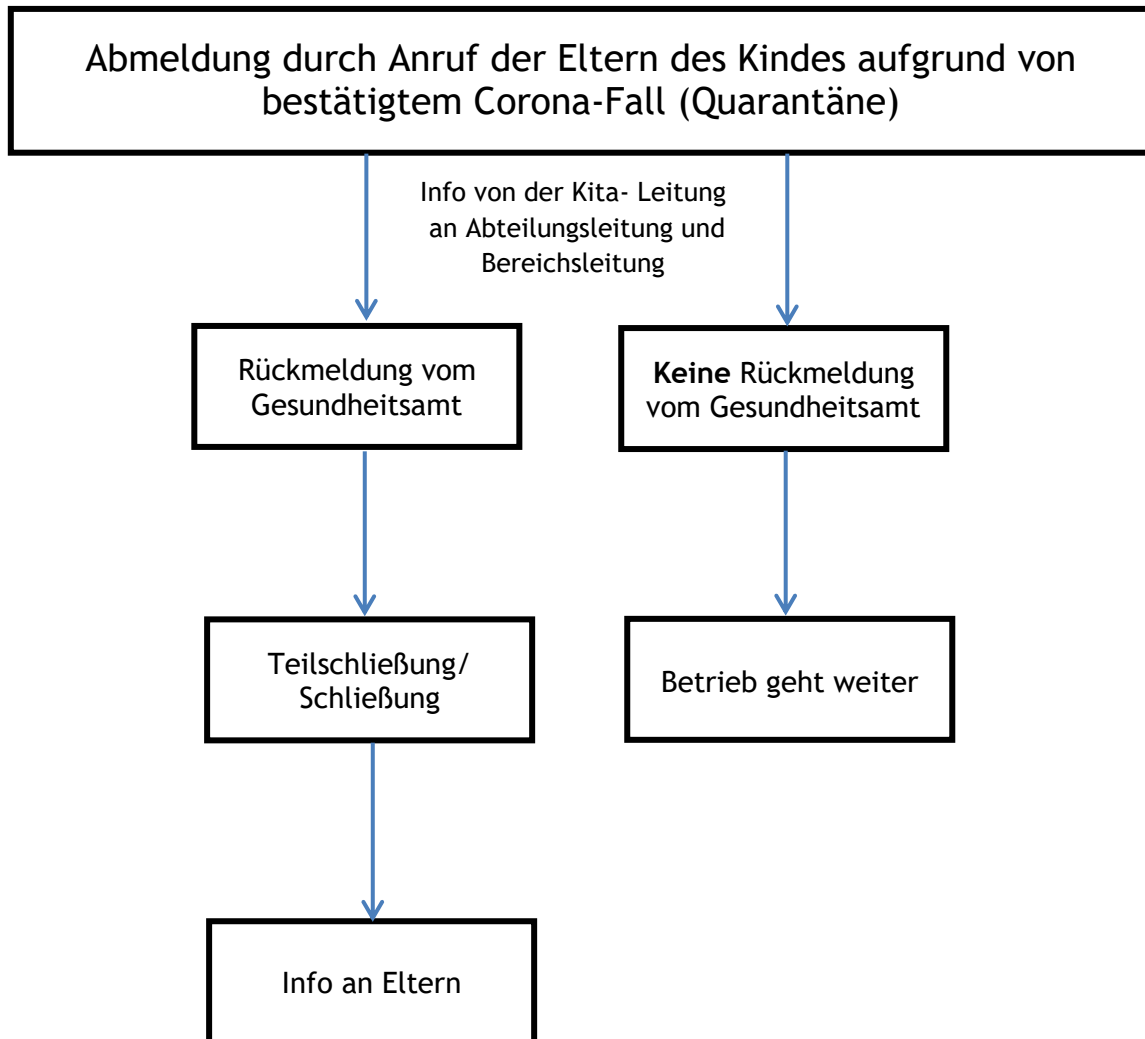 Abmeldung durch Anruf der Eltern des Kindes aufgrund von
bestätigtem Corona-Fall (Quarantäne)
Info von der Kita- Leitung
an Abteilungsleitung und
Bereichsleitung
Rückmeldung vom
Gesundheitsamt
Keine Rückmeldung
vom Gesundheitsamt
Teilschließung/
Schließung
Betrieb geht weiter
Info an Eltern